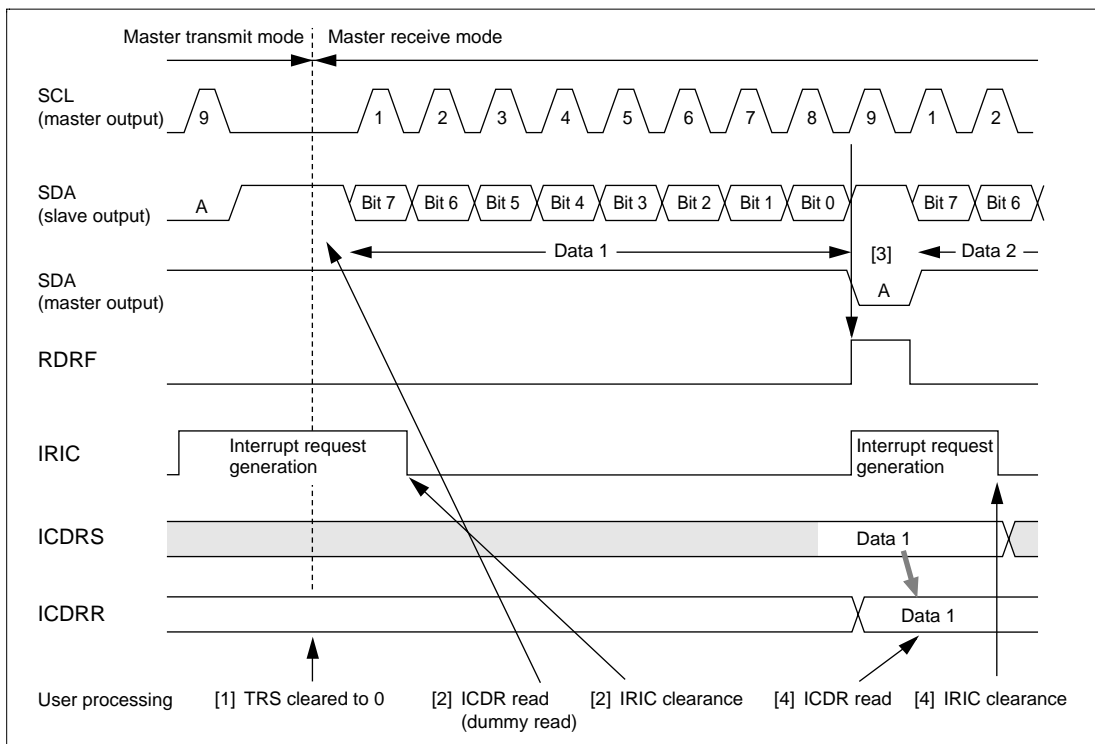 Master transmit mode Master receive mode
SCL
(master output)
9 1 2 3 4 5 6 7 8 9 1 2
SDA
(slave output)
A Bit 7 Bit 6 Bit 5 Bit 4 Bit 3 Bit 2 Bit 1 Bit 0 Bit 7 Bit 6
Data 1 [3] Data 2
SDA
(master output)
A
RDRF
IRIC
Interrupt request
generation
Interrupt request
generation
ICDRS
Data 1
ICDRR
Data 1
User processing
[1] TRS cleared to 0
[2] ICDR read
(dummy read)
[2] IRIC clearance
[4] ICDR read
[4] IRIC clearance